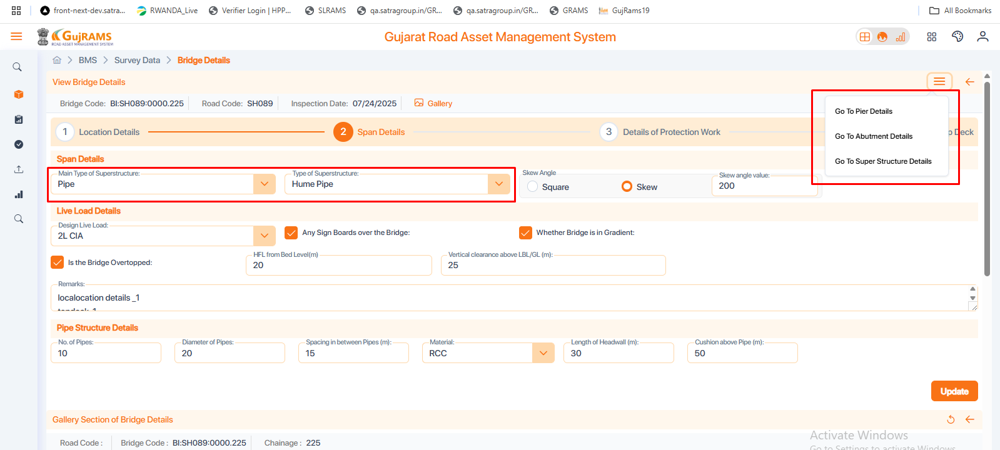 front-next-dev.satra...
RWANDA_Live
Verifier Login | HPP...
SLRAMS
qa.satragroup.in/GR...
qa.satragroup.in/GR...
GRAMS
GujRams19
All Bookmarks
GUJRAMS
ROAD ASSET MANAGEMENT SYSTEM
Gujarat Road Asset Management System
BMS > Survey Data > Bridge Details
View Bridge Details
Bridge Code: BI:SH089:0000.225
Road Code: SH089
Inspection Date: 07/24/2025
Gallery
Go To Pier Details
Go To Abutment Details
Go To Super Structure Details
1 Location Details
2 Span Details
3 Details of Protection Work
p Deck
Span Details
Main Type of Superstructure:
Pipe
Type of Superstructure:
Hume Pipe
Skew Angle
Square
Skew
Skew angle value:
200
Live Load Details
Design Live Load:
2L CIA
Any Sign Boards over the Bridge:
Whether Bridge is in Gradient:
Is the Bridge Overtopped:
HFL from Bed Level(m)
20
Vertical clearance above LBL/GL (m):
25
Remarks:
localocation details _1
Pipe Structure Details
No. of Pipes:
10
Diameter of Pipes:
20
Spacing in between Pipes (m):
15
Material:
RCC
Length of Headwall (m):
30
Cushion above Pipe (m):
50
Update
Gallery Section of Bridge Details
Road Code :
Bridge Code : BI:SH089:0000.225
Chainage : 225
Activate Windows
Go to Settings to activate Windows.